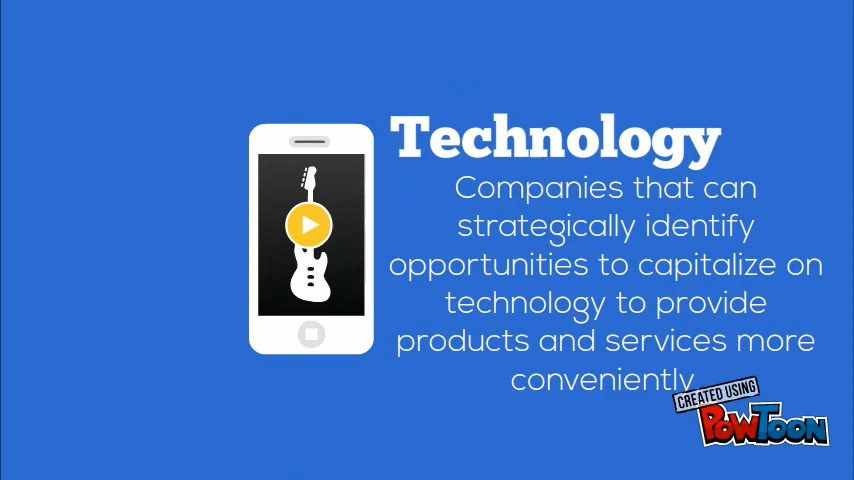 Technology
Companies that can
strategically identify
opportunities to capitalize on
technology to provide
products and services more
conveniently
CREATED USING
POWTOON